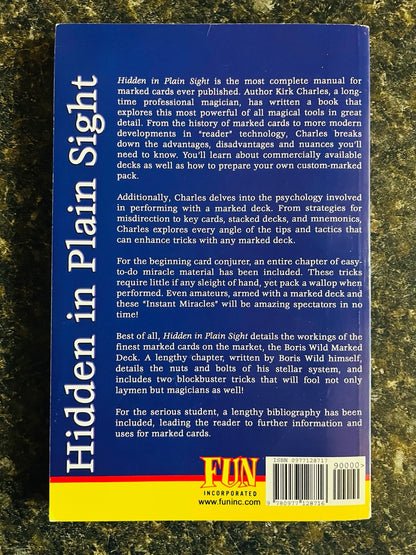 Hidden in Plain Sight
Hidden in Plain Sight is the most complete manual for
marked cards ever published. Author Kirk Charles, a long-
time professional magician, has written a book that
explores this most powerful of all magical tools in great
detail. From the history of marked cards to more modern
developments in "reader" technology, Charles breaks
down the advantages, disadvantages and nuances you'll
need to know. You'll learn about commercially available
decks as well as how to prepare your own custom-marked
pack.
Additionally, Charles delves into the psychology involved
in performing with a marked deck. From strategies for
misdirection to key cards, stacked decks, and mnemonics,
Charles explores every angle of the tips and tactics that
can enhance tricks with any marked deck.
For the beginning card conjurer, an entire chapter of easy-
to-do miracle material has been included. These tricks
require little if any sleight of hand, yet pack a wallop when
performed. Even amateurs, armed with a marked deck and
these "Instant Miracles" will be amazing spectators in no
time!
Best of all, Hidden in Plain Sight details the workings of the
finest marked cards on the market, the Boris Wild Marked
Deck. A lengthy chapter, written by Boris Wild himself,
details the nuts and bolts of his stellar system, and
includes two blockbuster tricks that will fool not only
laymen but magicians as well!
For the serious student, a lengthy bibliography has been
included, leading the reader to further information and
uses for marked cards.
FUN
INCORPORATED
www.funinc.com
ISBN 0977128717
90000>
9 780977 128716